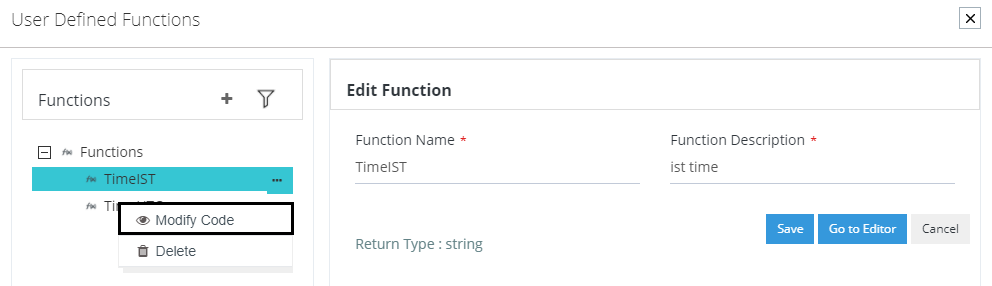 User Defined Functions
Functions
Edit Function
Functions
TimeIST
Modify Code
Delete
Function Name *
TimeIST
Function Description *
ist time
Return Type : string
Save
Go to Editor
Cancel